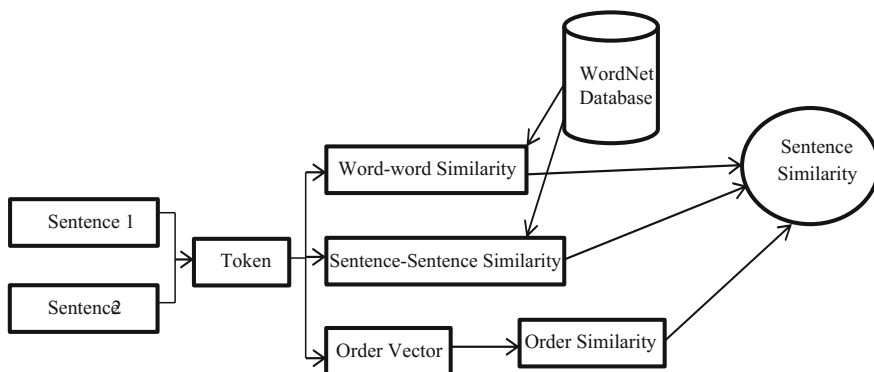 WordNet
Database
Sentence
Similarity
Word-word Similarity
Sentence 1
Token
Sentence-Sentence Similarity
Sentence2
Order Vector
Order Similarity